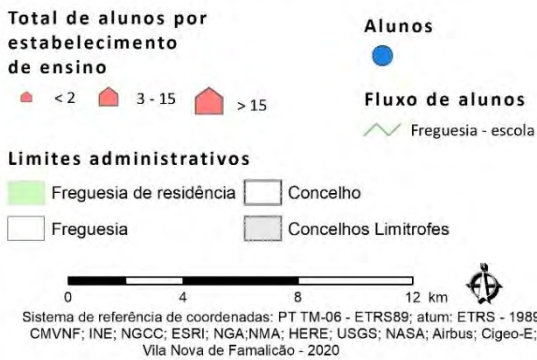 Total de alunos por
estabelecimento
de ensino
< 2
3 - 15
> 15
Alunos
Fluxo de alunos
Freguesia - escola
Limites administrativos
Freguesia de residência
Concelho
Freguesia
Concelhos Limitrofes
0 4 8 12 km
Sistema de referência de coordenadas: PT TM-06 - ETRS89; atum: ETRS - 1989
CMVNF; INE; NGCC; ESRI; NGA;NMA; HERE; USGS; NASA; Airbus; Cigeo-E;
Vila Nova de Famalicão - 2020